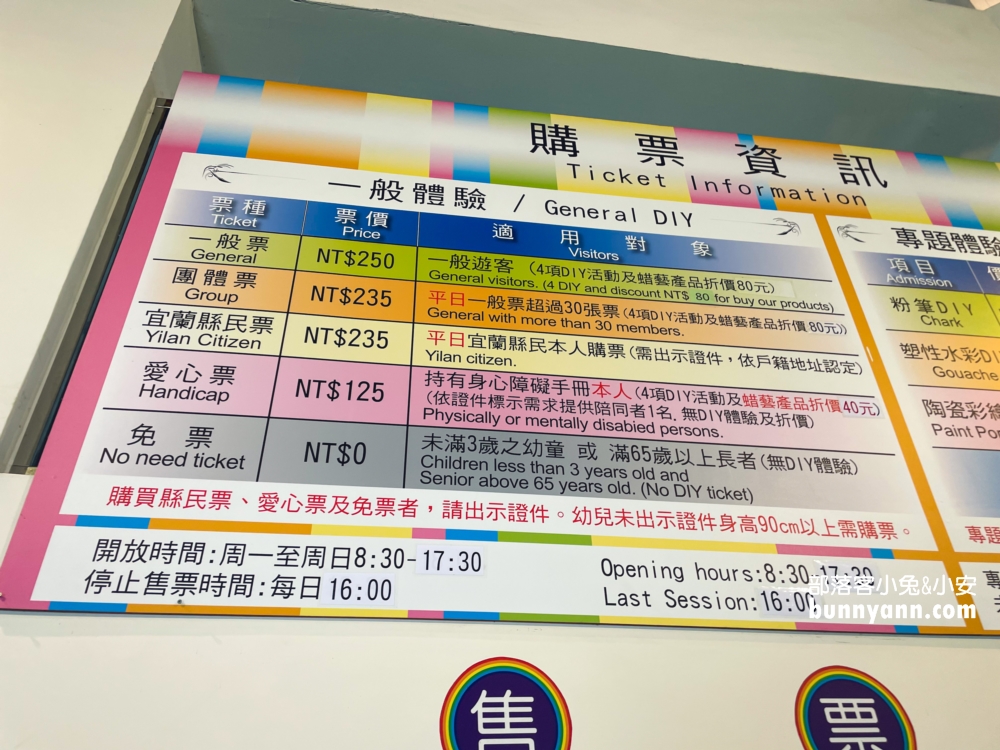 購票資訊
Ticket Information
一般體驗 / General DIY
票種 票價 適用對象
Ticket Price Visitors
一般票 NT$250 一般遊客 (4項DIY活動及蜡藝產品折價80元)
General General visitors. (4 DIY and discount NT$ 80 for buy our products)
團體票 NT$235 平日一般票超過30張票(4項DIY活動及蜡藝產品折價80元))
Group General with more than 30 members.
宜蘭縣民票 NT$235 平日宜蘭縣民本人購票(需出示證件，依戶籍地址認定)
Yilan Citizen Yilan citizen.
愛心票 NT$125 持有身心障礙手冊本人(4項DIY活動及蜡藝產品折價40元)
(依證件標示需求提供陪同者1名, 無DIY體驗及折價)
Handicap Physically or mentally disabied persons.
免票 NT$0 未滿3歲之幼童 或 滿65歲以上長者(無DIY體驗)
No need ticket Children less than 3 years old and
Senior above 65 years old. (No DIY ticket)
購買縣民票、愛心票及免票者，請出示證件。幼兒未出示證件身高90cm以上需購票。
開放時間:周一至周日8:30-17:30
停止售票時間:每日16:00
Opening hours:8:30-17:30
Last Session:16:00
專題體驗
項目
Admission
粉筆DIY
Chark
塑性水彩DI
Gouache
陶瓷彩繪
Paint Po
專題
部落客小兔&小安
bunnyann.com
售
票